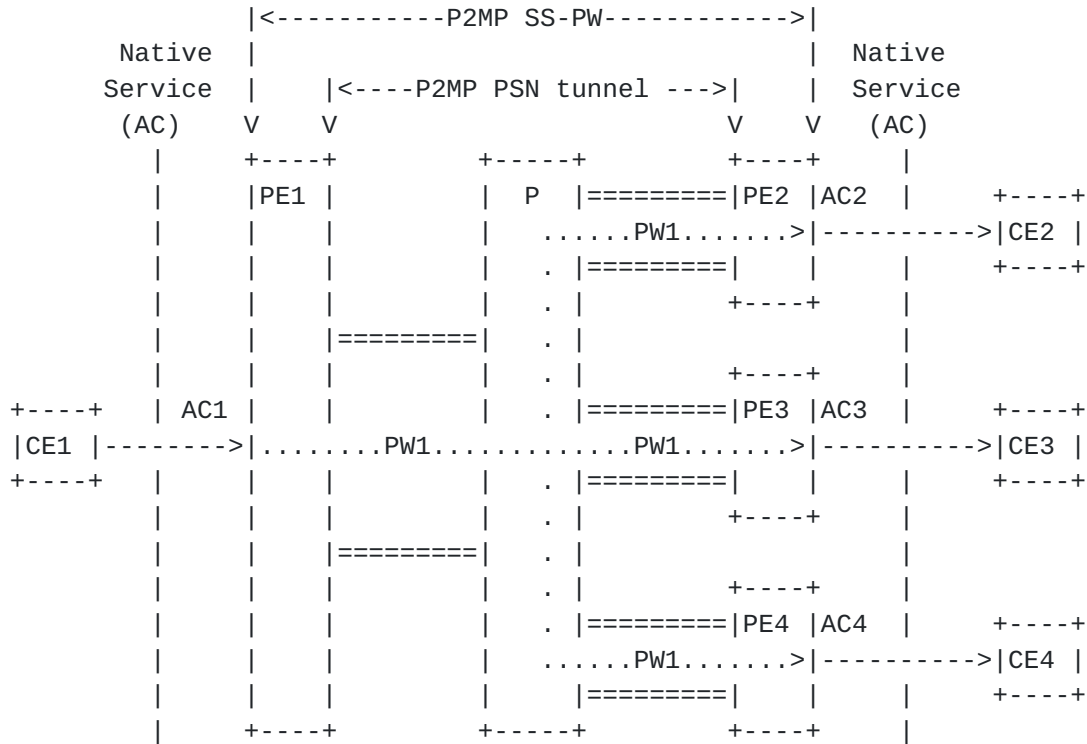 |<-----------P2MP SS-PW------------>|
Native | | Native
Service | |<----P2MP PSN tunnel --->| | Service
(AC) V V V V (AC)
| +----+ +-----+ +----+ |
| |PE1 | | P |=========|PE2 |AC2 | +----+
| | | | ......PW1.......>|---------->|CE2 |
| | | | . |=========| | | +----+
| | | | . | +----+ |
| | |=========| . | |
| | | | . | +----+ |
+----+ | AC1 | | | . |=========|PE3 |AC3 | +----+
|CE1 |-------->|........PW1.............PW1.......>|---------->|CE3 |
+----+ | | | | . |=========| | | +----+
| | | | . | +----+ |
| | |=========| . | |
| | | | . | +----+ |
| | | | . |=========|PE4 |AC4 | +----+
| | | | ......PW1.......>|---------->|CE4 |
| | | | |=========| | | +----+
| +----+ +-----+ +----+ |